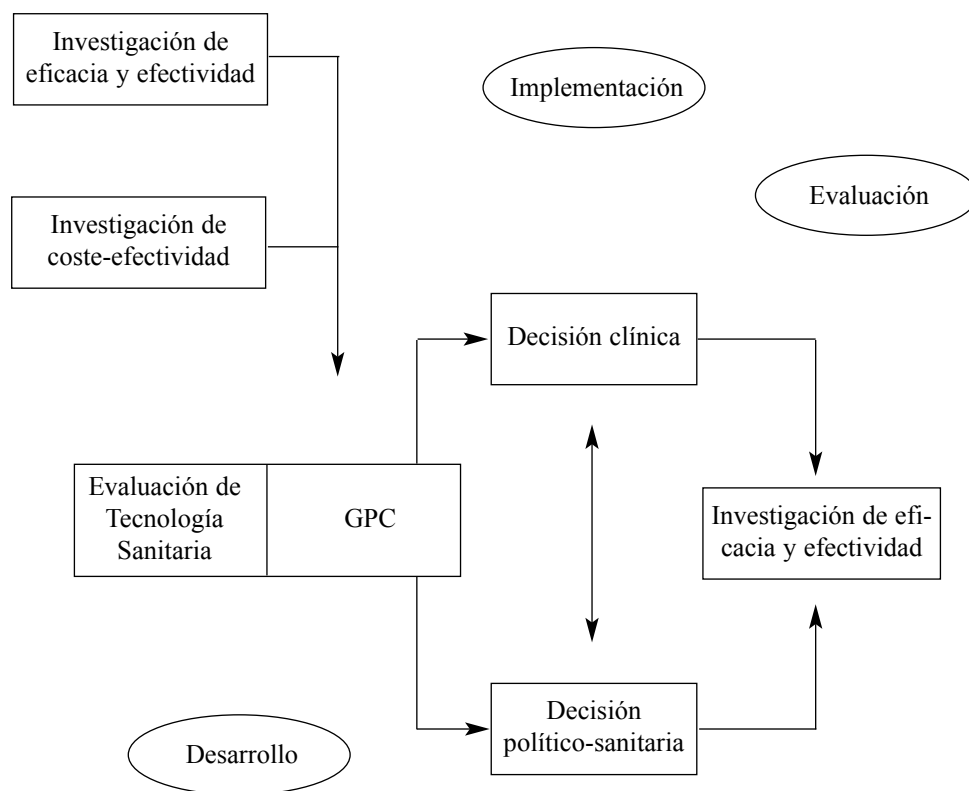 Investigación de
eficacia y efectividad
Implementación
Evaluación
Investigación de
coste-efectividad
Decisión clínica
Evaluación de
Tecnología
Sanitaria
GPC
Investigación de efi-
cacia y efectividad
Decisión
político-sanitaria
Desarrollo